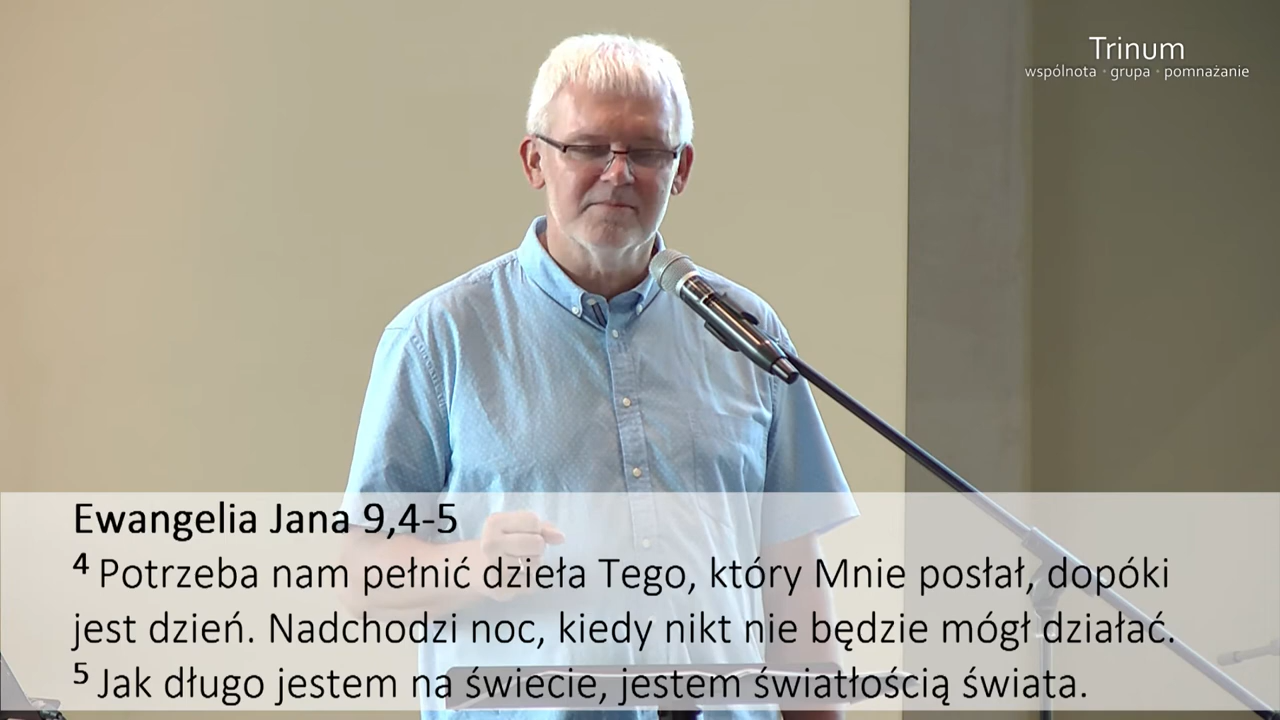 Trinum
wspólnota · grupa · pomnażanie
Ewangelia Jana 9,4-5
4 Potrzeba nam pełnić dzieła Tego, który Mnie posłał, dopóki
jest dzień. Nadchodzi noc, kiedy nikt nie będzie mógł działać.
5 Jak długo jestem na świecie, jestem światłością świata.